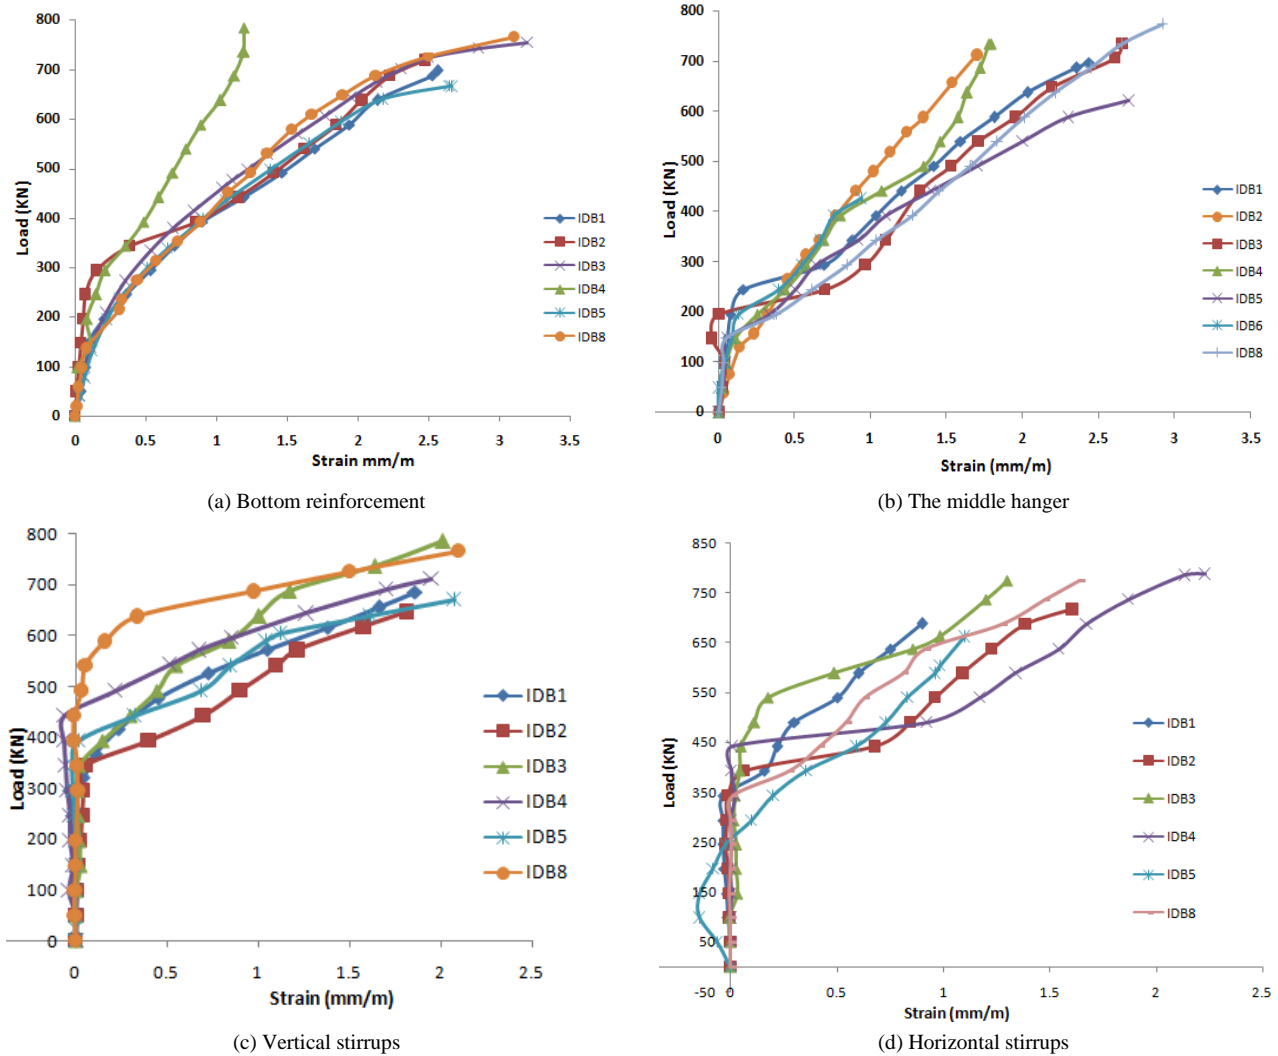 800
700
600
500
400
300
200
100
0
Load (KN)
0
0.5
1
1.5
2
2.5
3
3.5
Strain mm/m
IDB1
IDB2
IDB3
IDB4
IDB5
IDB8
(a) Bottom reinforcement
800
700
600
500
400
300
200
100
0
Load (KN)
0
0.5
1
1.5
2
2.5
3
3.5
Strain (mm/m)
IDB1
IDB2
IDB3
IDB4
IDB5
IDB6
IDB8
(b) The middle hanger
800
700
600
500
400
300
200
100
0
Load (KN)
0
0.5
1
1.5
2
2.5
Strain (mm/m)
IDB1
IDB2
IDB3
IDB4
IDB5
IDB8
(c) Vertical stirrups
850
750
650
550
450
350
250
150
50
-50
Load (KN)
0
0.5
1
1.5
2
2.5
Strain (mm/m)
IDB1
IDB2
IDB3
IDB4
IDB5
IDB8
(d) Horizontal stirrups